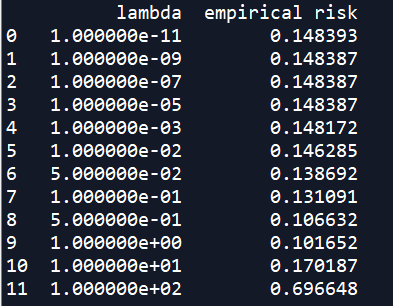 lambda empirical risk
0 1.000000e-11 0.148393
1 1.000000e-09 0.148387
2 1.000000e-07 0.148387
3 1.000000e-05 0.148387
4 1.000000e-03 0.148172
5 1.000000e-02 0.146285
6 5.000000e-02 0.138692
7 1.000000e-01 0.131091
8 5.000000e-01 0.106632
9 1.000000e+00 0.101652
10 1.000000e+01 0.170187
11 1.000000e+02 0.696648